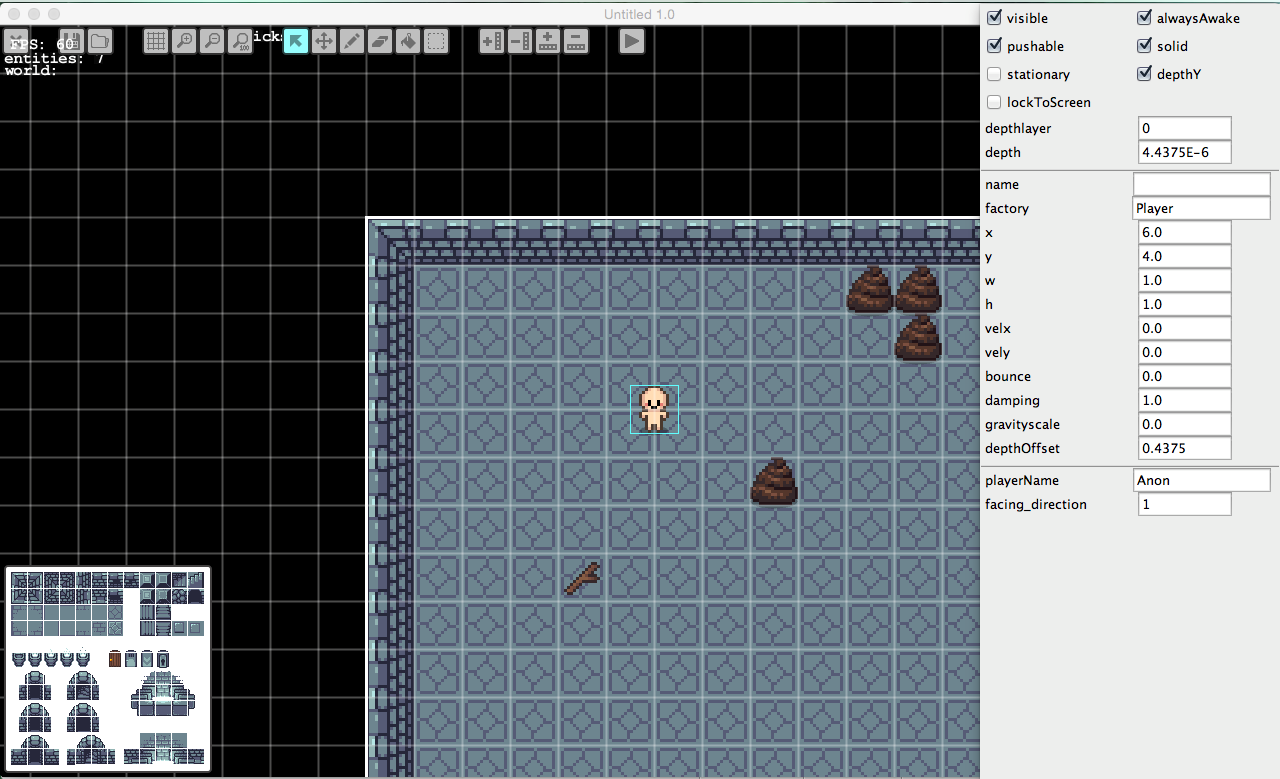 Untitled 1.0
FPS: 60
icks
100
entities: 7
world:
visible
alwaysAwake
pushable
solid
stationary
depthY
lockToScreen
depthlayer 0
depth 4.4375E-6
name
factory Player
x 6.0
y 4.0
w 1.0
h 1.0
velx 0.0
vely 0.0
bounce 0.0
damping 1.0
gravityscale 0.0
depthOffset 0.4375
playerName Anon
facing_direction 1